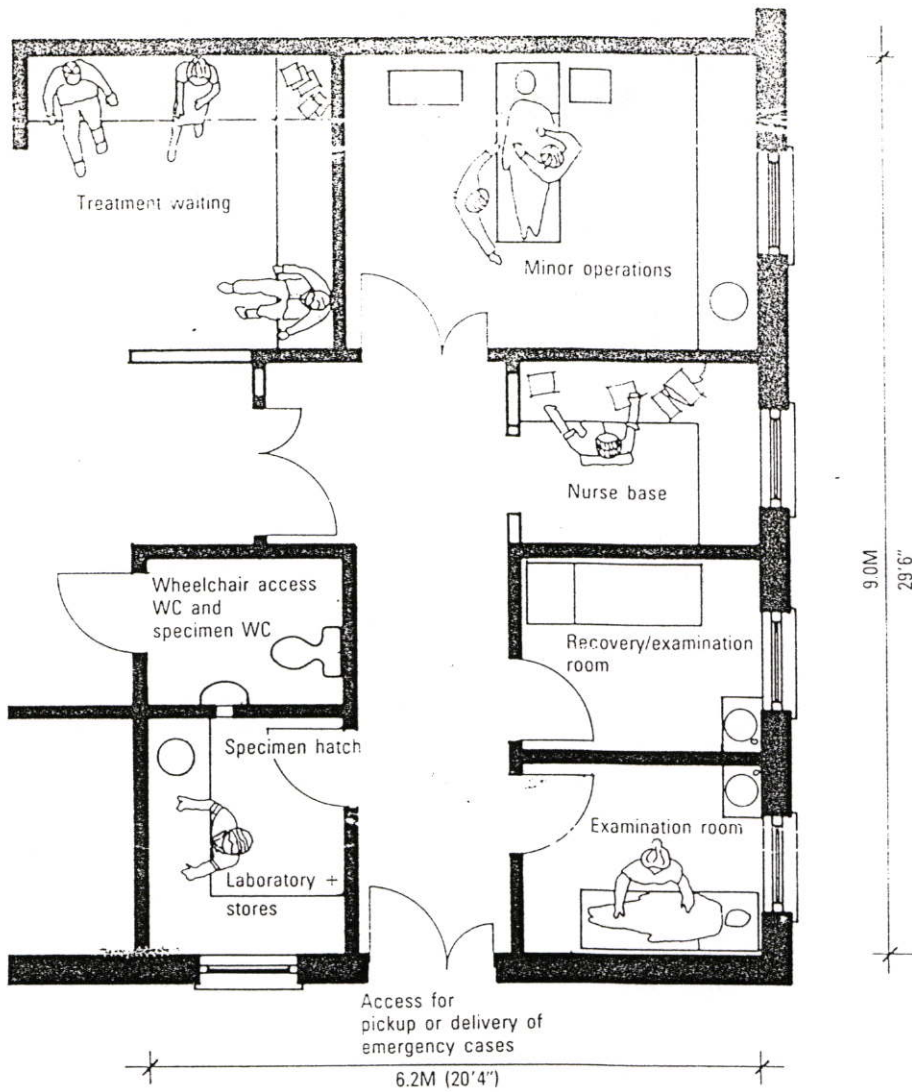 Treatment waiting
Minor operations
Nurse base
Wheelchair access
WC and
specimen WC
Recovery/examination
room
Specimen hatch
Examination room
Laboratory +
stores
Access for
pickup or delivery of
emergency cases
6.2M (20'4")
9.0M
29'6"